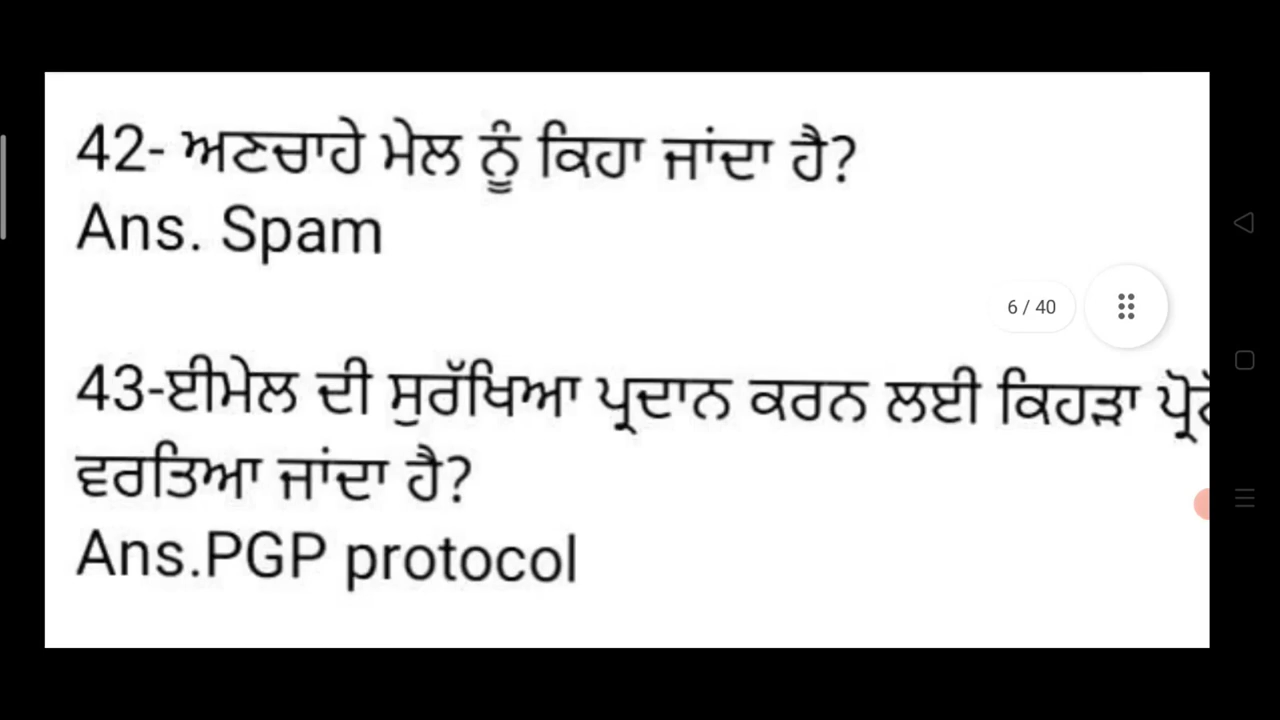 42- ਅਣਚਾਹੇ ਮੇਲ ਨੂੰ ਕਿਹਾ ਜਾਂਦਾ ਹੈ?
Ans. Spam
6 / 40
43-ਈਮੇਲ ਦੀ ਸੁਰੱਖਿਆ ਪ੍ਰਦਾਨ ਕਰਨ ਲਈ ਕਿਹੜਾ
ਵਰਤਿਆ ਜਾਂਦਾ ਹੈ?
Ans.PGP protocol